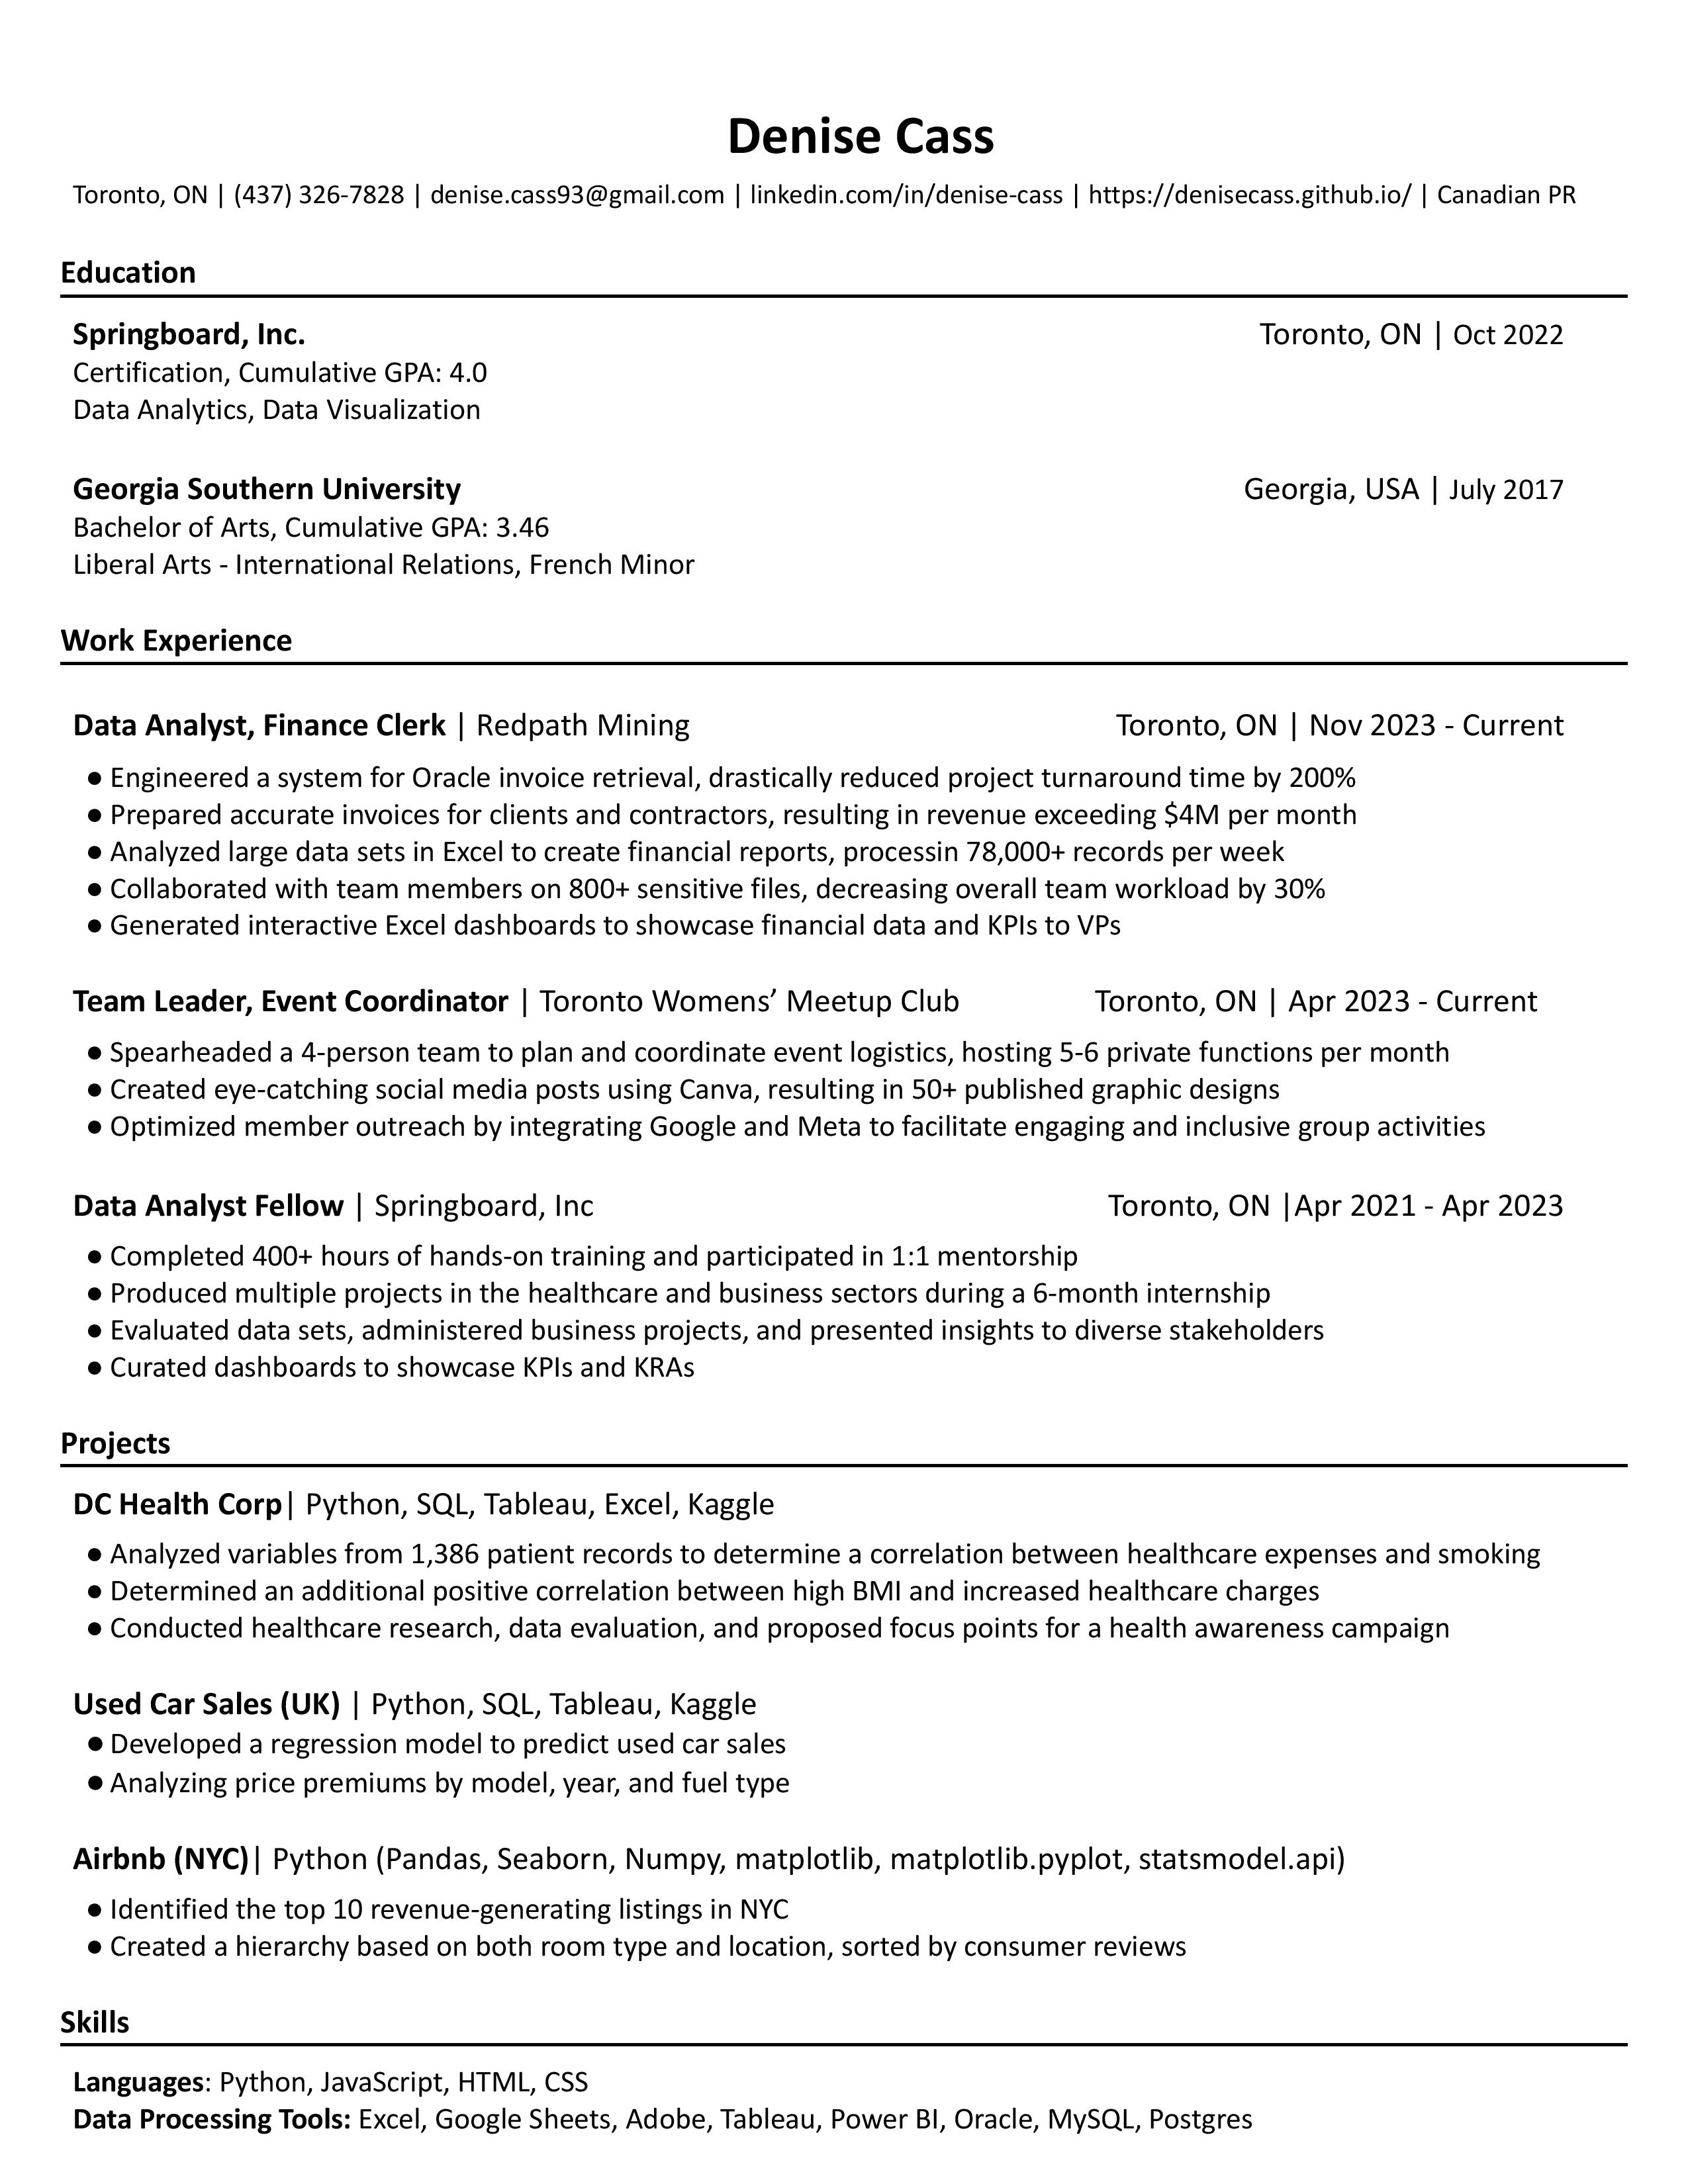 Denise Cass
Toronto, ON | (437) 326-7828 | denise.cass93@gmail.com | linkedin.com/in/denise-cass | https://denisecass.github.io/ | Canadian PR
Education
Springboard, Inc. Toronto, ON | Oct 2022
Certification, Cumulative GPA: 4.0
Data Analytics, Data Visualization
Georgia Southern University Georgia, USA | July 2017
Bachelor of Arts, Cumulative GPA: 3.46
Liberal Arts - International Relations, French Minor
Work Experience
Data Analyst, Finance Clerk | Redpath Mining Toronto, ON | Nov 2023 - Current
● Engineered a system for Oracle invoice retrieval, drastically reduced project turnaround time by 200%
● Prepared accurate invoices for clients and contractors, resulting in revenue exceeding $4M per month
● Analyzed large data sets in Excel to create financial reports, processin 78,000+ records per week
● Collaborated with team members on 800+ sensitive files, decreasing overall team workload by 30%
● Generated interactive Excel dashboards to showcase financial data and KPIs to VPs
Team Leader, Event Coordinator | Toronto Womens’ Meetup Club Toronto, ON | Apr 2023 - Current
● Spearheaded a 4-person team to plan and coordinate event logistics, hosting 5-6 private functions per month
● Created eye-catching social media posts using Canva, resulting in 50+ published graphic designs
● Optimized member outreach by integrating Google and Meta to facilitate engaging and inclusive group activities
Data Analyst Fellow | Springboard, Inc Toronto, ON |Apr 2021 - Apr 2023
● Completed 400+ hours of hands-on training and participated in 1:1 mentorship
● Produced multiple projects in the healthcare and business sectors during a 6-month internship
● Evaluated data sets, administered business projects, and presented insights to diverse stakeholders
● Curated dashboards to showcase KPIs and KRAs
Projects
DC Health Corp| Python, SQL, Tableau, Excel, Kaggle
● Analyzed variables from 1,386 patient records to determine a correlation between healthcare expenses and smoking
● Determined an additional positive correlation between high BMI and increased healthcare charges
● Conducted healthcare research, data evaluation, and proposed focus points for a health awareness campaign
Used Car Sales (UK) | Python, SQL, Tableau, Kaggle
● Developed a regression model to predict used car sales
● Analyzing price premiums by model, year, and fuel type
Airbnb (NYC)| Python (Pandas, Seaborn, Numpy, matplotlib, matplotlib.pyplot, statsmodel.api)
● Identified the top 10 revenue-generating listings in NYC
● Created a hierarchy based on both room type and location, sorted by consumer reviews
Skills
Languages: Python, JavaScript, HTML, CSS
Data Processing Tools: Excel, Google Sheets, Adobe, Tableau, Power BI, Oracle, MySQL, Postgres